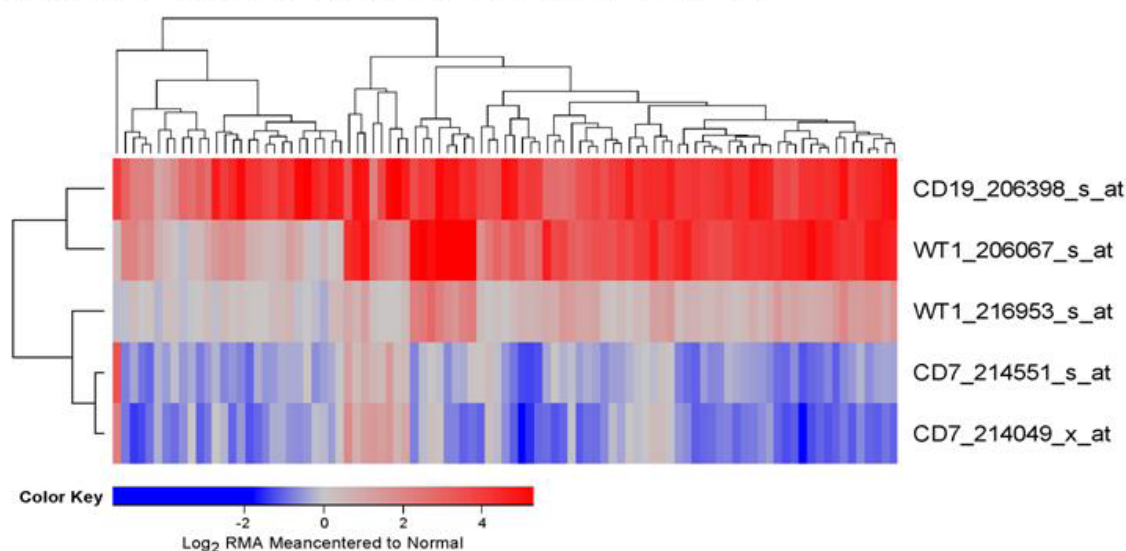 CD19_206398_s_at
WT1_206067_s_at
WT1_216953_s_at
CD7_214551_s_at
CD7_214049_x_at
Color Key
-2 0 2 4
Log2 RMA Meancentered to Normal